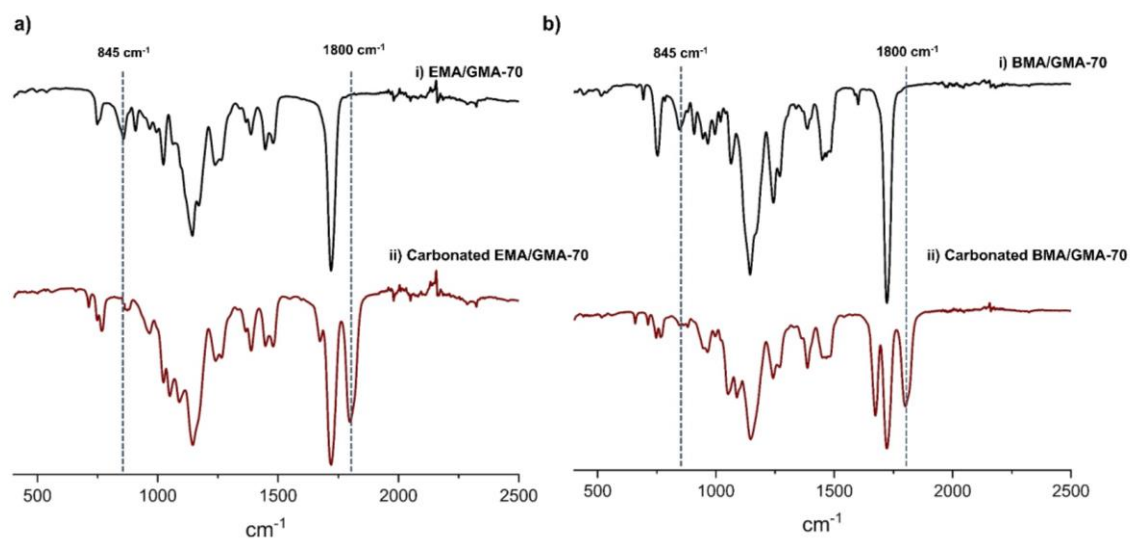 a)
845 cm⁻¹
1800 cm⁻¹
i) EMA/GMA-70
ii) Carbonated EMA/GMA-70
500 1000 1500 2000 2500
cm⁻¹
b)
845 cm⁻¹
1800 cm⁻¹
i) BMA/GMA-70
ii) Carbonated BMA/GMA-70
500 1000 1500 2000 2500
cm⁻¹